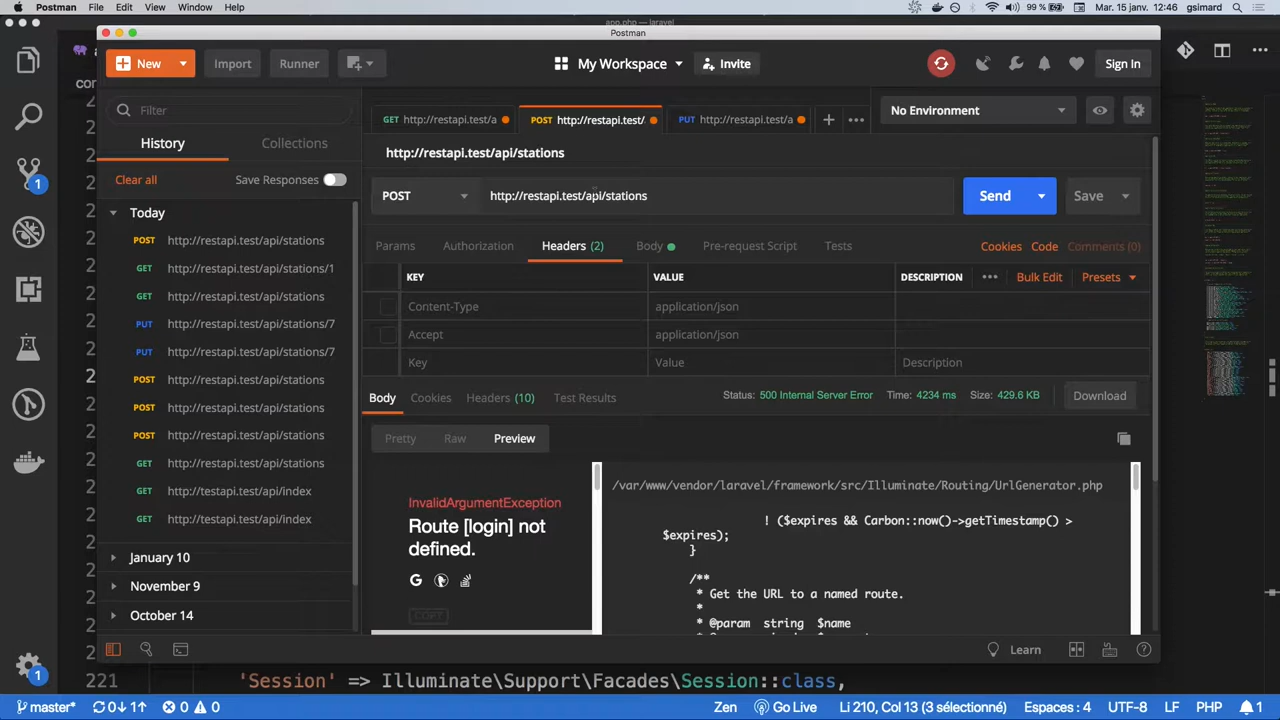 Postman File Edit View Window Help 99 % Mar. 15 janv. 12:46 gsimard
app.php — laravel
Postman
New Import Runner My Workspace Invite Sign In
Filter
GET http://restapi.test/a POST http://restapi.test/ PUT http://restapi.test/a No Environment
History Collections
http://restapi.test/api/stations
Clear all Save Responses
POST http://restapi.test/api/stations Send Save
Today
Params Authorization Headers (2) Body Pre-request Script Tests Cookies Code Comments (0)
POST http://restapi.test/api/stations
GET http://restapi.test/api/stations/1
GET http://restapi.test/api/stations
PUT http://restapi.test/api/stations/7
PUT http://restapi.test/api/stations/7
POST http://restapi.test/api/stations
POST http://restapi.test/api/stations
POST http://restapi.test/api/stations
GET http://restapi.test/api/stations
GET http://testapi.test/api/index
GET http://testapi.test/api/index
January 10
November 9
October 14
KEY VALUE DESCRIPTION Bulk Edit Presets
Content-Type application/json
Accept application/json
Key Value Description
Body Cookies Headers (10) Test Results Status: 500 Internal Server Error Time: 4234 ms Size: 429.6 KB Download
Pretty Raw Preview
InvalidArgumentException
Route [login] not
defined.
COPY
/var/www/vendor/laravel/framework/src/Illuminate/Routing/UrlGenerator.php
! ($expires && Carbon::now()->getTimestamp() >
$expires);
}
/**
* Get the URL to a named route.
*
* @param string $name
Learn
221 'Session' => Illuminate\Support\Facades\Session::class,
master* 0↓ 1↑ 0 0 Zen Go Live Li 210, Col 13 (3 sélectionné) Espaces : 4 UTF-8 LF PHP 1